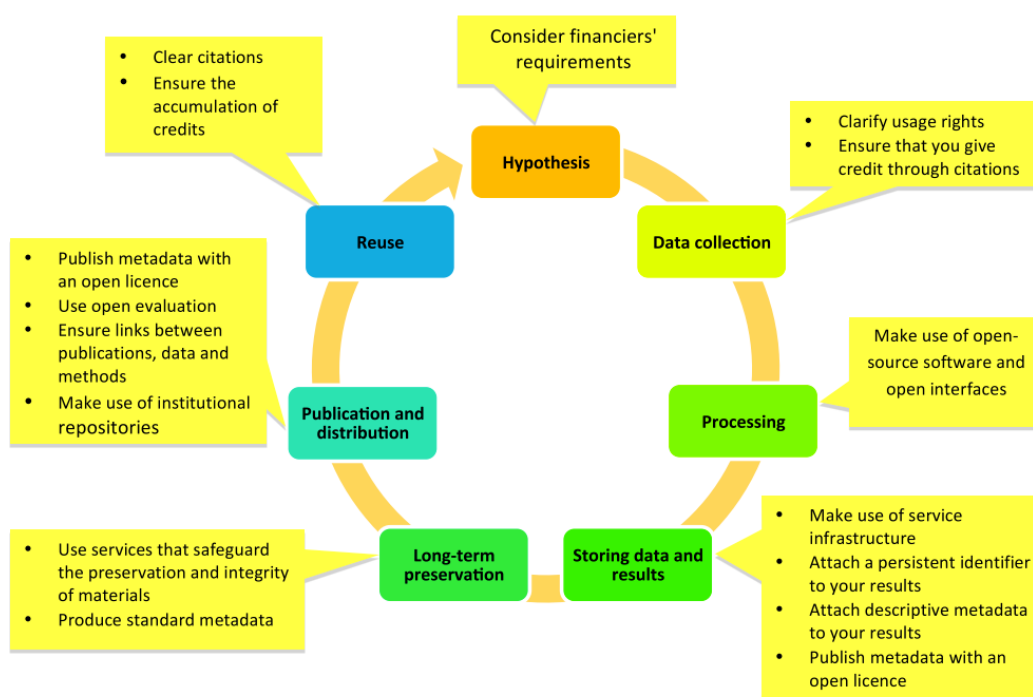 Consider financiers'
requirements
Hypothesis
• Clarify usage rights
• Ensure that you give
credit through citations
Data collection
Make use of open-
source software and
open interfaces
Processing
• Make use of service
infrastructure
• Attach a persistent identifier
to your results
• Attach descriptive metadata
to your results
• Publish metadata with an
open licence
Storing data and
results
• Use services that safeguard
the preservation and integrity
of materials
• Produce standard metadata
Long-term
preservation
• Publish metadata with
an open licence
• Use open evaluation
• Ensure links between
publications, data and
methods
• Make use of institutional
repositories
Publication and
distribution
• Clear citations
• Ensure the
accumulation of
credits
Reuse